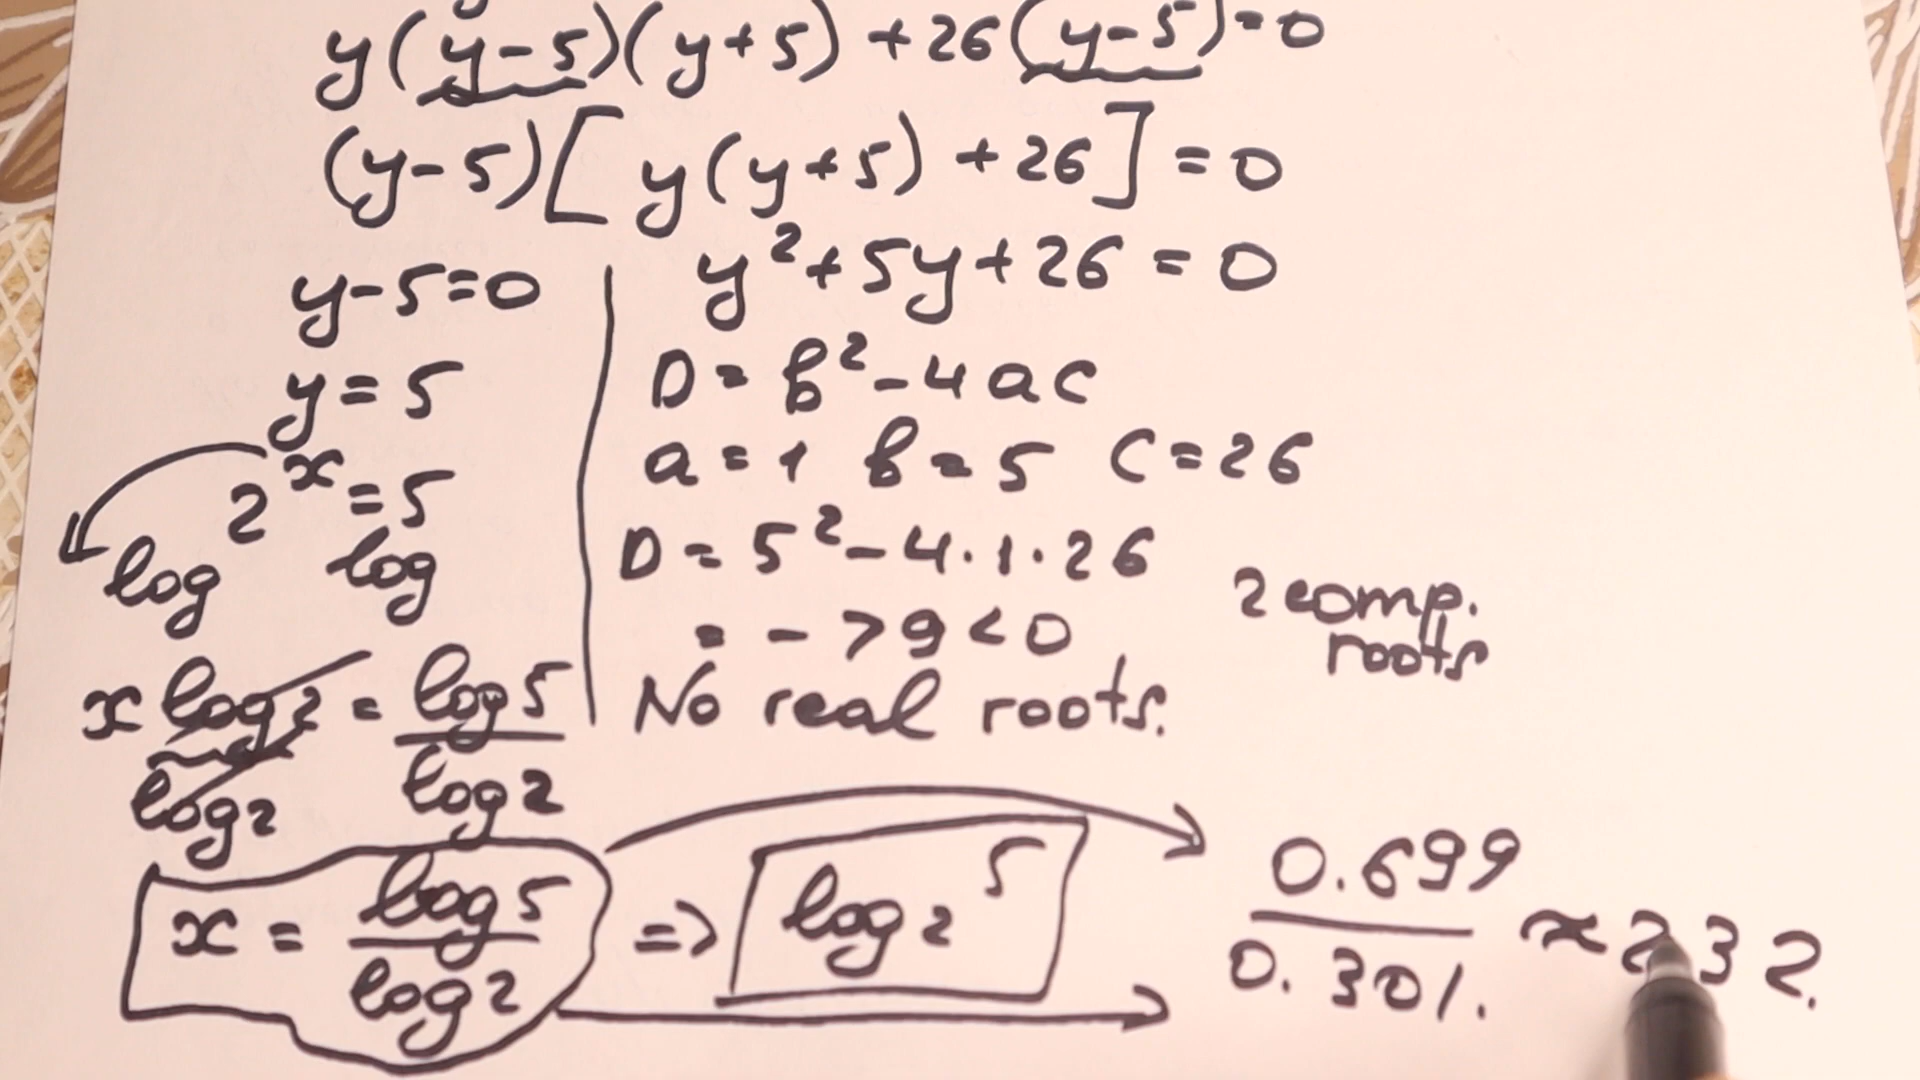 y(y-5)(y+5)+26(y-5)=0
(y-5)[y(y+5)+26]=0
y-5=0
y=5
2^x=5
log log
x log2 = log5
log2 log2
x = log5/log2
y²+5y+26=0
D=b²-4ac
a=1 b=5 c=26
D=5²-4·1·26
=-79<0
No real roots.
2 comp.
roots
=> log₂5
0.699/0.301. ≈ 2.32.